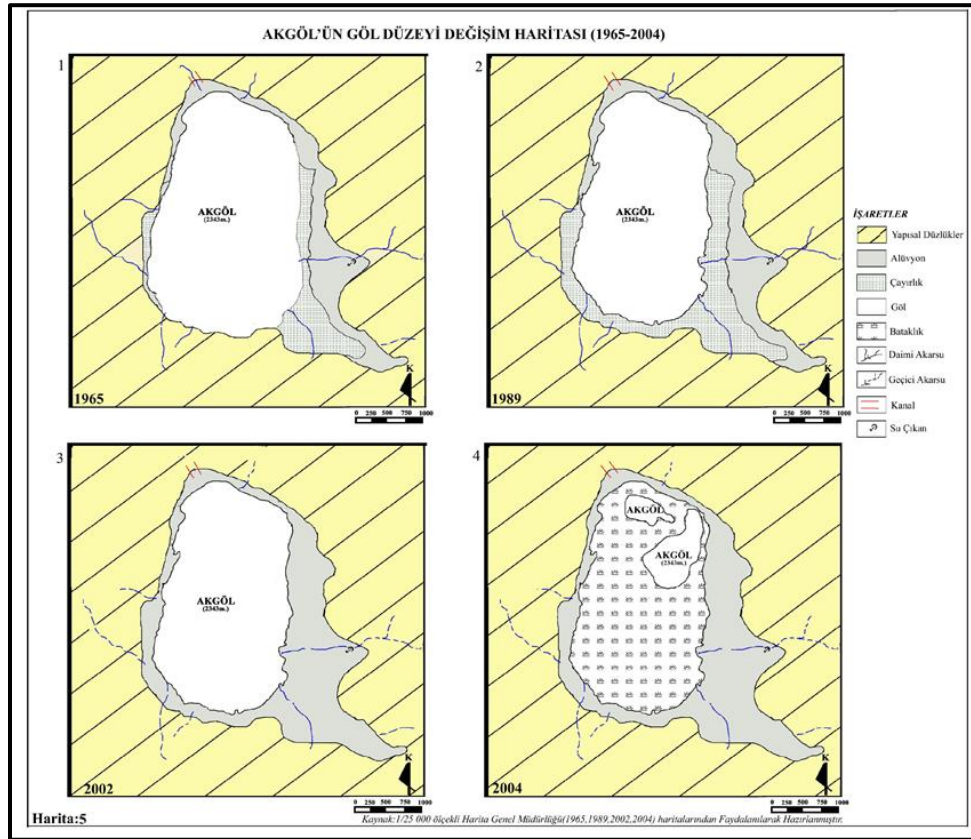 AKGÖL'ÜN GÖL DÜZEYİ DEĞİŞİM HARİTASI (1965-2004)
1
AKGÖL
(2343m.)
K
1965
0 250 500 750 1000
2
AKGÖL
(2343m.)
K
1989
0 250 500 750 1000
İŞARETLER
Yapısal Düzlükler
Alüvyon
Çayırlık
Göl
Bataklık
Daimi Akarsu
Geçici Akarsu
Kanal
Su Çıkan
3
AKGÖL
(2343m.)
K
2002
0 250 500 750 1000
4
AKGÖL
AKGÖL
(2343m.)
K
2004
0 250 500 750 1000
Harita:5
Kaynak:1/25 000 ölçekli Harita Genel Müdürlüğü(1965,1989,2002,2004) haritalarından Faydalanılarak Hazırlanmıştır.